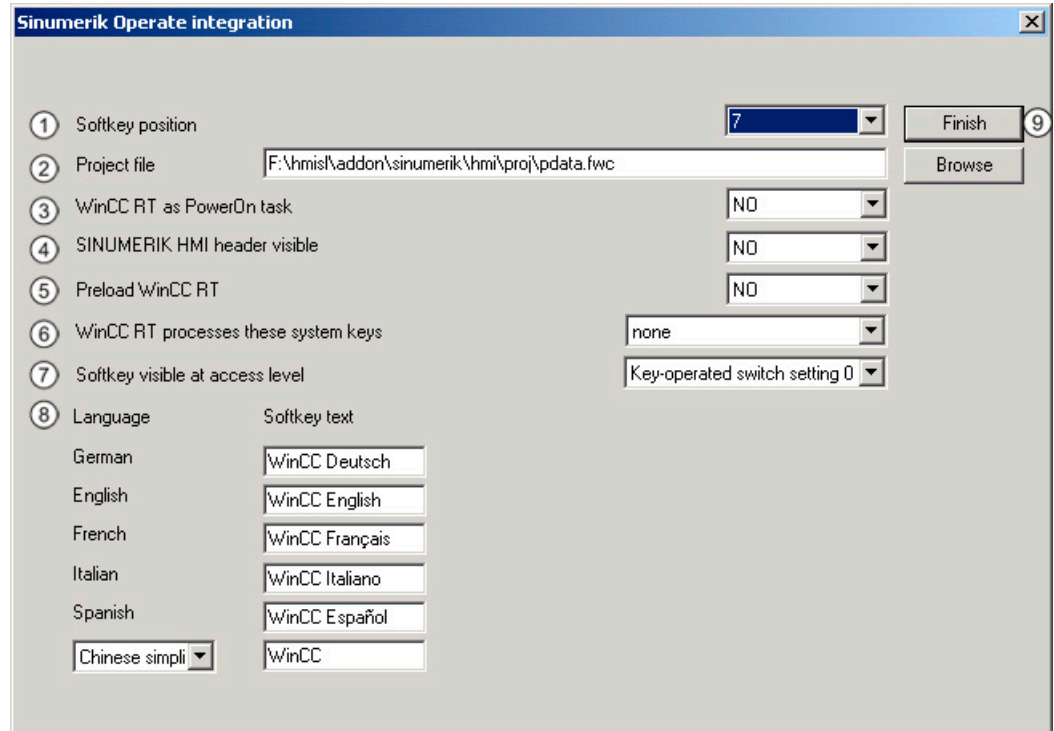 Sinumerik Operate integration
1 Softkey position 7 Finish 9
2 Project file F:\hmisl\addon\sinumerik\hmi\proj\pdata.fwc Browse
3 WinCC RT as PowerOn task NO
4 SINUMERIK HMI header visible NO
5 Preload WinCC RT NO
6 WinCC RT processes these system keys none
7 Softkey visible at access level Key-operated switch setting 0
8 Language Softkey text
German WinCC Deutsch
English WinCC English
French WinCC Français
Italian WinCC Italiano
Spanish WinCC Español
Chinese simpli WinCC